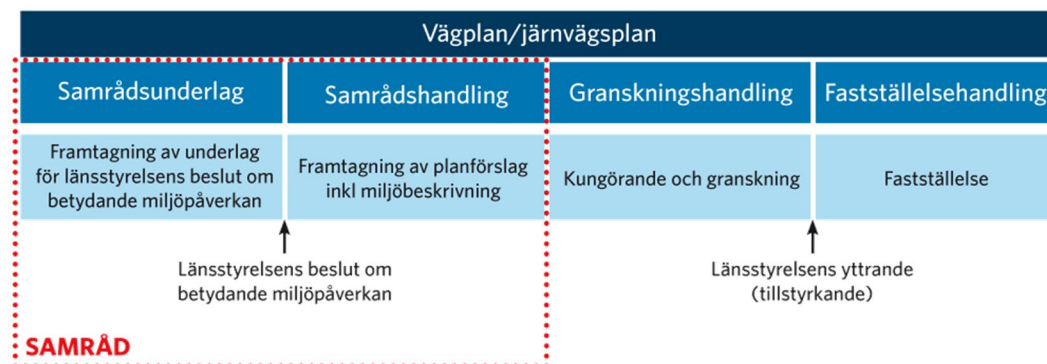 Vägplan/järnvägsplan
Samrådsunderlag
Samrådshandling
Granskningshandling
Fastställelsehandling
Framtagning av underlag
för länsstyrelsens beslut om
betydande miljöpåverkan
Framtagning av planförslag
inkl miljöbeskrivning
Kungörande och granskning
Fastställelse
Länsstyrelsens beslut om
betydande miljöpåverkan
Länsstyrelsens yttrande
(tillstyrkande)
SAMRÅD